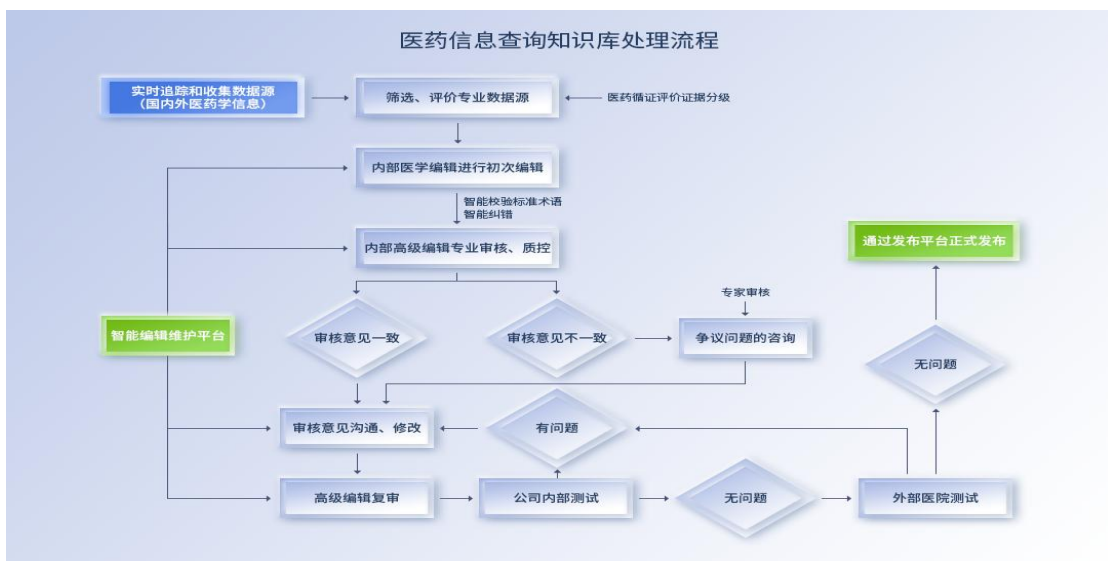 医药信息查询知识库处理流程
实时追踪和收集数据源
(国内外医药学信息)
筛选、评价专业数据源
医药循证评价证据分级
内部医学编辑进行初次编辑
智能校验标准术语
智能纠错
内部高级编辑专业审核、质控
通过发布平台正式发布
专家审核
智能编辑维护平台
审核意见一致
审核意见不一致
争议问题的咨询
无问题
审核意见沟通、修改
有问题
高级编辑复审
公司内部测试
无问题
外部医院测试